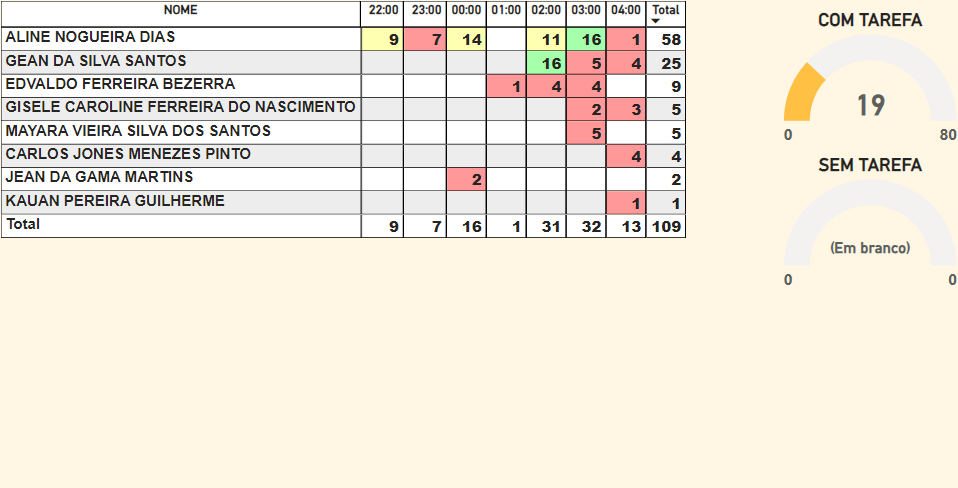 NOME 22:00 23:00 00:00 01:00 02:00 03:00 04:00 Total
ALINE NOGUEIRA DIAS 9 7 14 11 16 1 58
GEAN DA SILVA SANTOS 16 5 4 25
EDVALDO FERREIRA BEZERRA 1 4 4 9
GISELE CAROLINE FERREIRA DO NASCIMENTO 2 3 5
MAYARA VIEIRA SILVA DOS SANTOS 5 5
CARLOS JONES MENEZES PINTO 4 4
JEAN DA GAMA MARTINS 2 2
KAUAN PEREIRA GUILHERME 1 1
Total 9 7 16 1 31 32 13 109
COM TAREFA
19
0 80
SEM TAREFA
(Em branco)
0 0